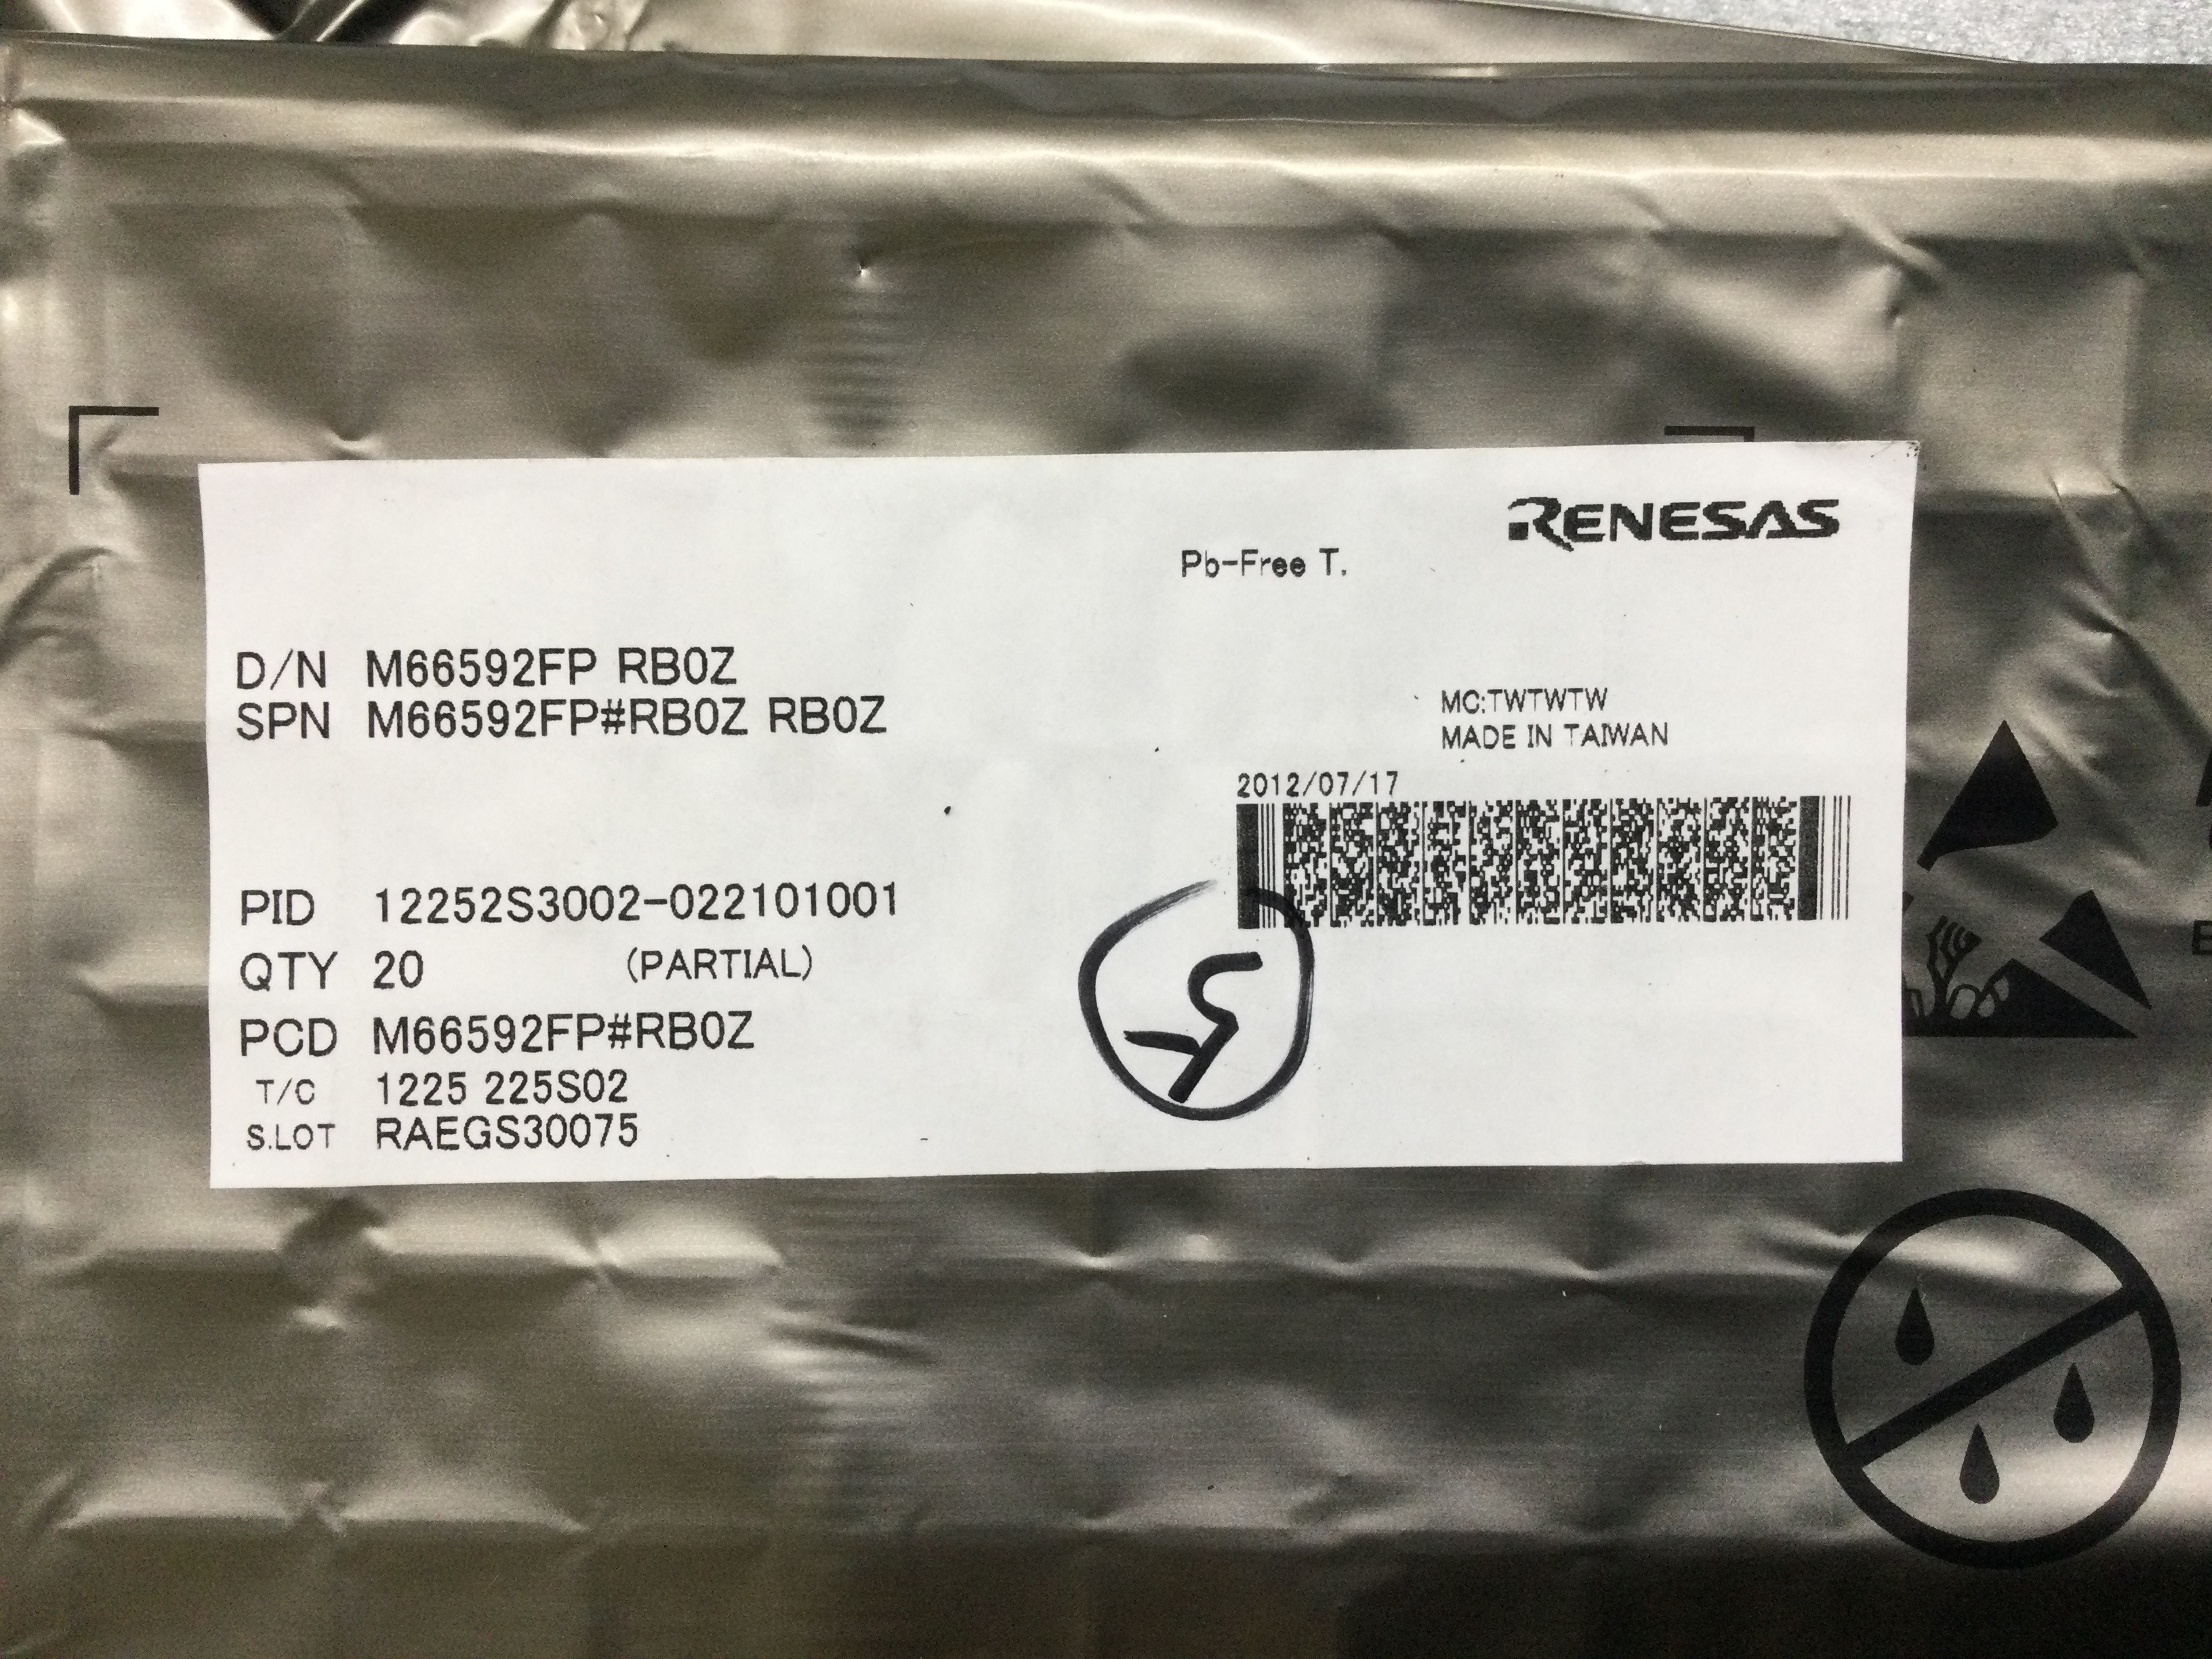 RENESAS
Pb-Free T.
D/N M66592FP RB0Z
SPN M66592FP#RB0Z RB0Z
MC:TWTWTW
MADE IN TAIWAN
2012/07/17
PID 12252S3002-022101001
QTY 20 (PARTIAL)
PCD M66592FP#RB0Z
T/C 1225 225S02
S.LOT RAEGS30075